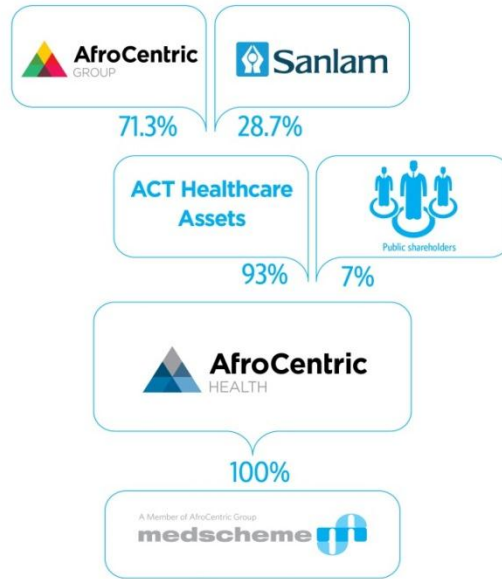 AfroCentric
GROUP
Sanlam
71.3%
28.7%
ACT Healthcare
Assets
Public shareholders
93%
7%
AfroCentric
HEALTH
100%
A Member of AfroCentric Group
medscheme